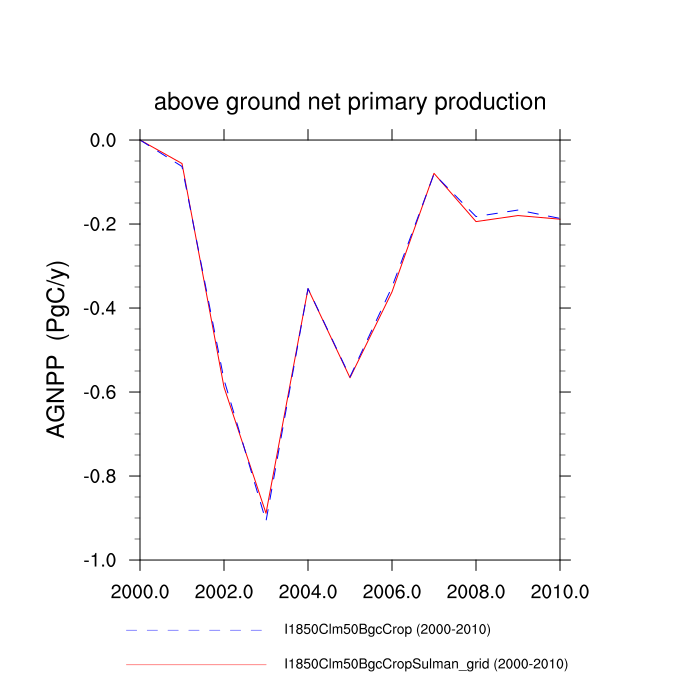 above ground net primary production
0.0
-0.2
-0.4
-0.6
-0.8
-1.0
AGNPP (PgC/y)
2000.0 2002.0 2004.0 2006.0 2008.0 2010.0
I1850Clm50BgcCrop (2000-2010)
I1850Clm50BgcCropSulman_grid (2000-2010)